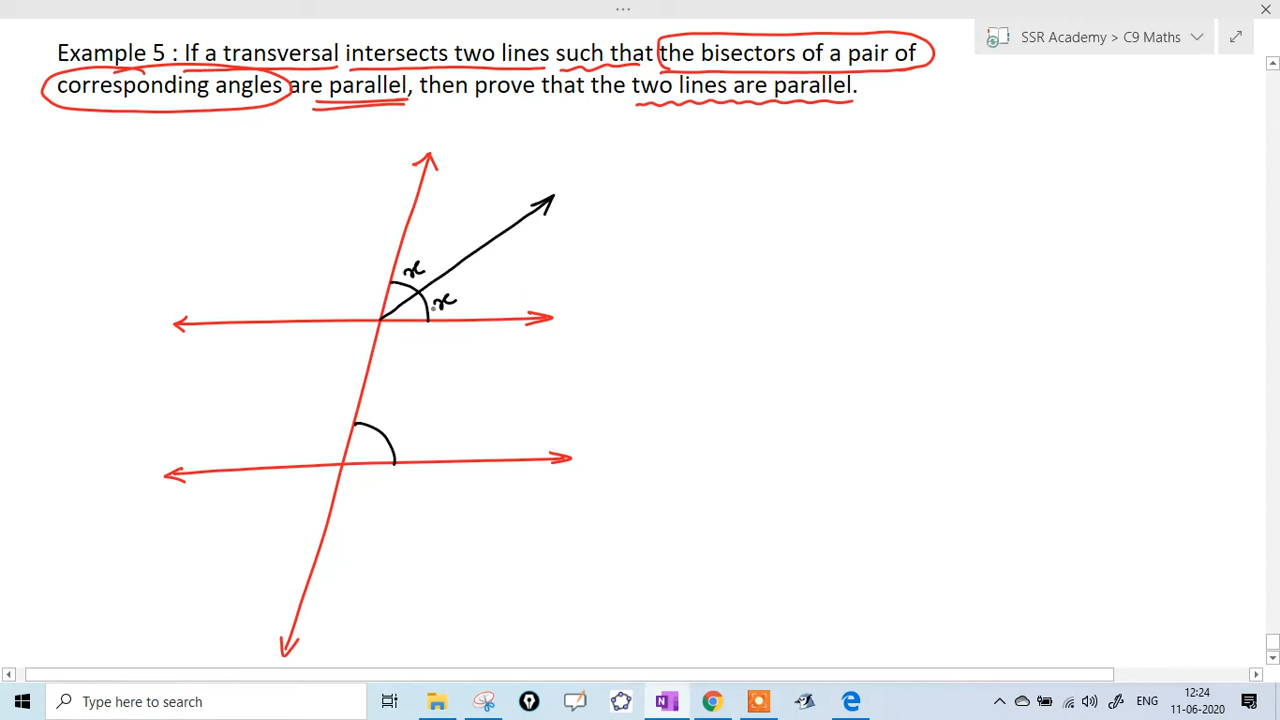 SSR Academy > C9 Maths
Example 5 : If a transversal intersects two lines such that the bisectors of a pair of
corresponding angles are parallel, then prove that the two lines are parallel.
x
x
Type here to search
ENG
12:24
11-06-2020